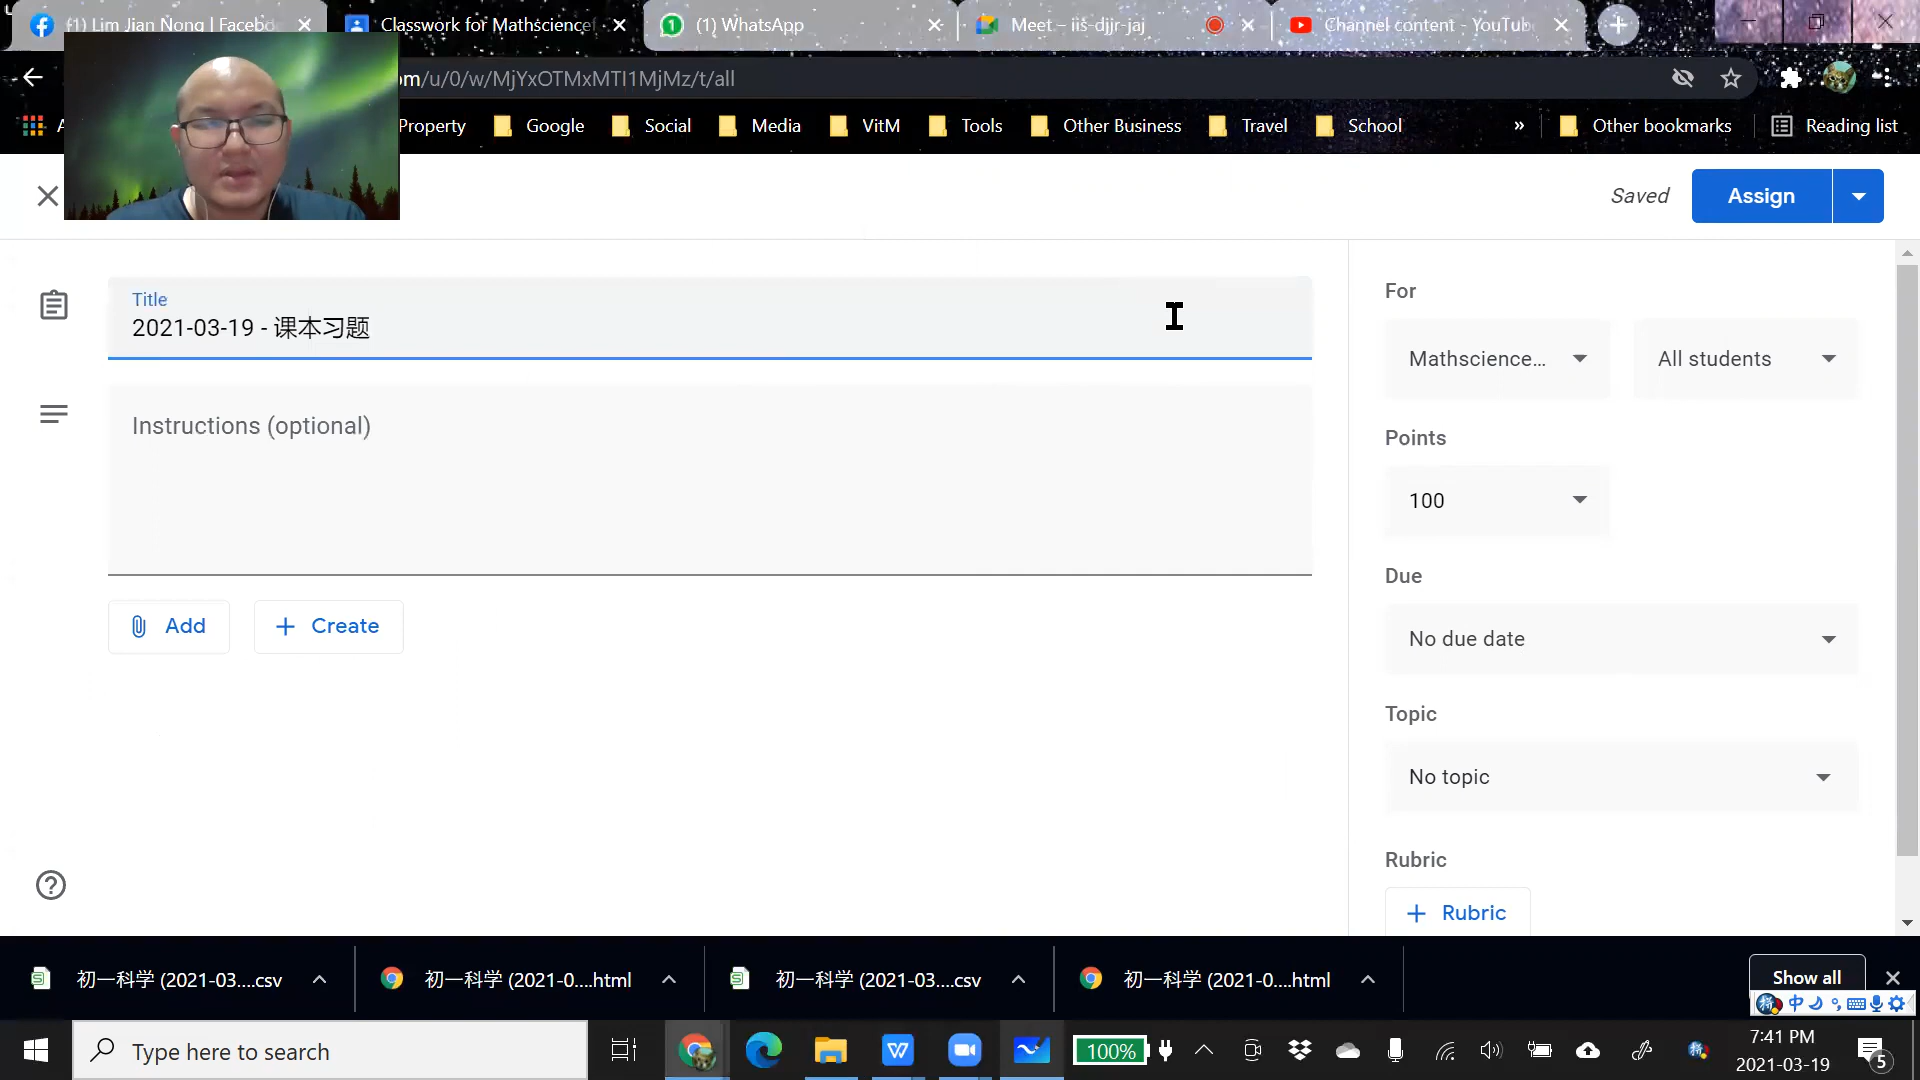 (1) Lim Jian Nong | Facebo
Classwork for Mathscience
(1) WhatsApp
Meet – iis-djjr-jaj
Channel content - YouTub
om/u/0/w/MjYxOTMxMTI1MjMz/t/all
A
Property
Google
Social
Media
VitM
Tools
Other Business
Travel
School
»
Other bookmarks
Reading list
Saved
Assign
Title
2021-03-19 - 课本习题
Instructions (optional)
Add
Create
For
Mathscience...
All students
Points
100
Due
No due date
Topic
No topic
Rubric
Rubric
初一科学 (2021-03....csv
初一科学 (2021-0....html
初一科学 (2021-03....csv
初一科学 (2021-0....html
Show all
拼 中
Type here to search
100%
7:41 PM
2021-03-19
5